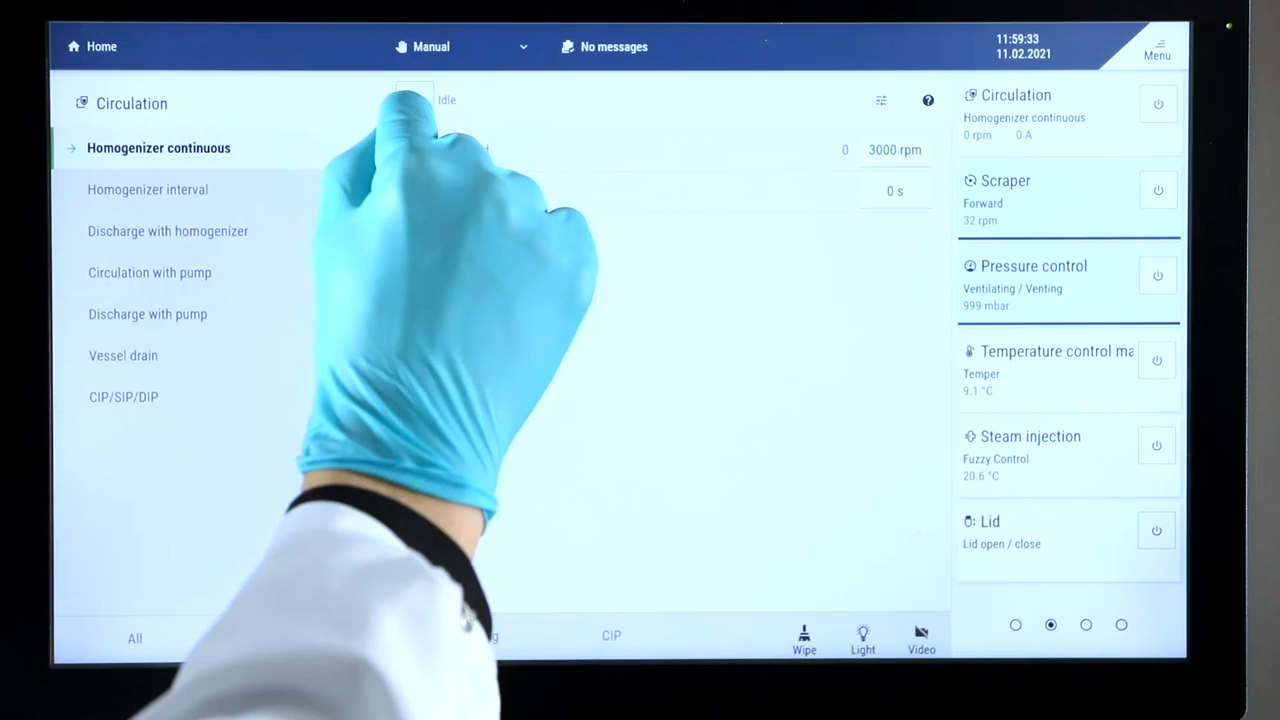 Home
Manual
No messages
11:59:33
11.02.2021
Menu
Circulation
Idle
Homogenizer continuous
0
3000 rpm
Homogenizer interval
0 s
Discharge with homogenizer
Circulation with pump
Discharge with pump
Vessel drain
CIP/SIP/DIP
All
CIP
Wipe
Light
Video
Circulation
Homogenizer continuous
0 rpm 0 A
Scraper
Forward
32 rpm
Pressure control
Ventilating / Venting
999 mbar
Temperature control ma
Temper
9.1 °C
Steam injection
Fuzzy Control
20.6 °C
Lid
Lid open / close